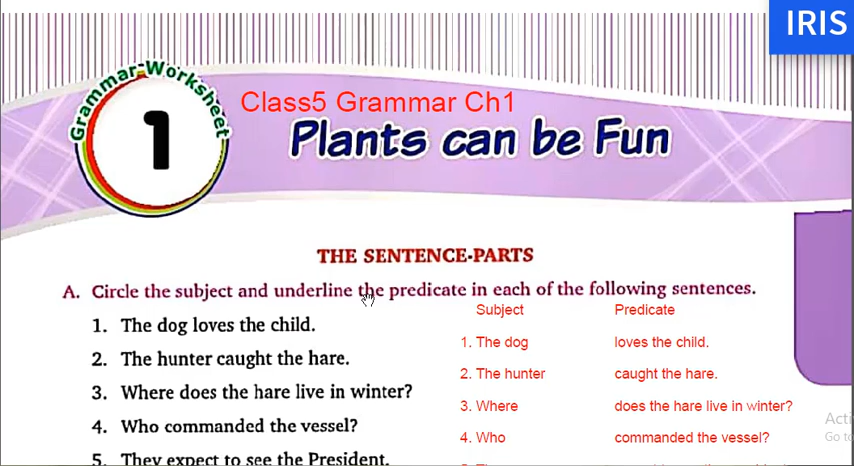 IRIS
Grammar-Worksheet
1
Class5 Grammar Ch1
Plants can be Fun
THE SENTENCE-PARTS
A. Circle the subject and underline the predicate in each of the following sentences.
Subject Predicate
1. The dog loves the child.
1. The dog loves the child.
2. The hunter caught the hare.
2. The hunter caught the hare.
3. Where does the hare live in winter?
3. Where does the hare live in winter?
4. Who commanded the vessel?
4. Who commanded the vessel?
5. They expect to see the President.
Acti
Go to